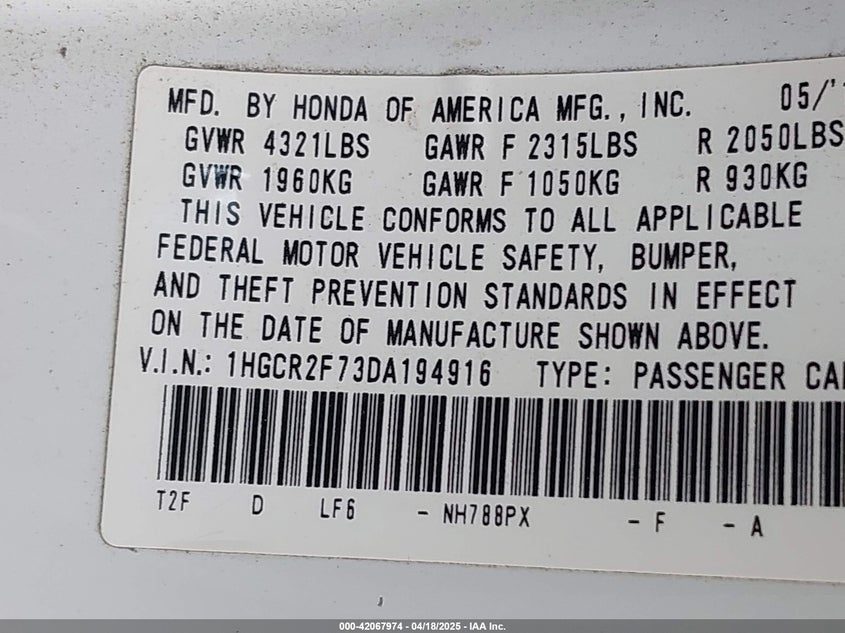 MFD. BY HONDA OF AMERICA MFG., INC. 05/'
GVWR 4321LBS GAWR F 2315LBS R 2050LBS
GVWR 1960KG GAWR F 1050KG R 930KG
THIS VEHICLE CONFORMS TO ALL APPLICABLE
FEDERAL MOTOR VEHICLE SAFETY, BUMPER,
AND THEFT PREVENTION STANDARDS IN EFFECT
ON THE DATE OF MANUFACTURE SHOWN ABOVE.
V.I.N.: 1HGCR2F73DA194916 TYPE: PASSENGER CA
T2F D LF6 - NH788PX - F - A
000-42067974 - 04/18/2025 - IAA Inc.